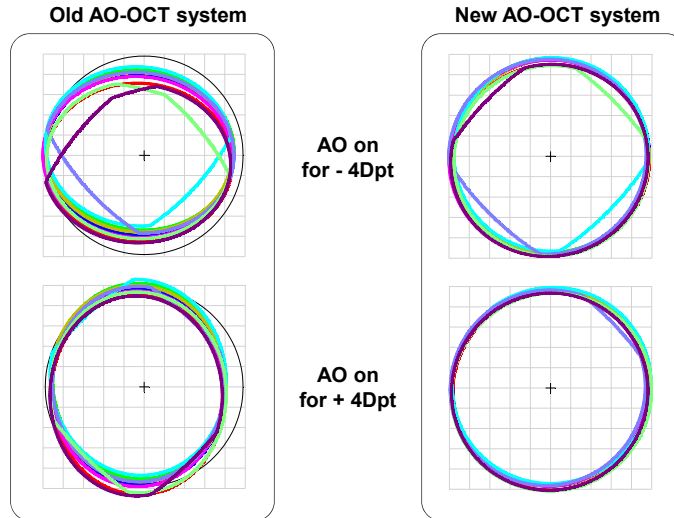 Old AO-OCT system
New AO-OCT system
AO on
for - 4Dpt
AO on
for + 4Dpt